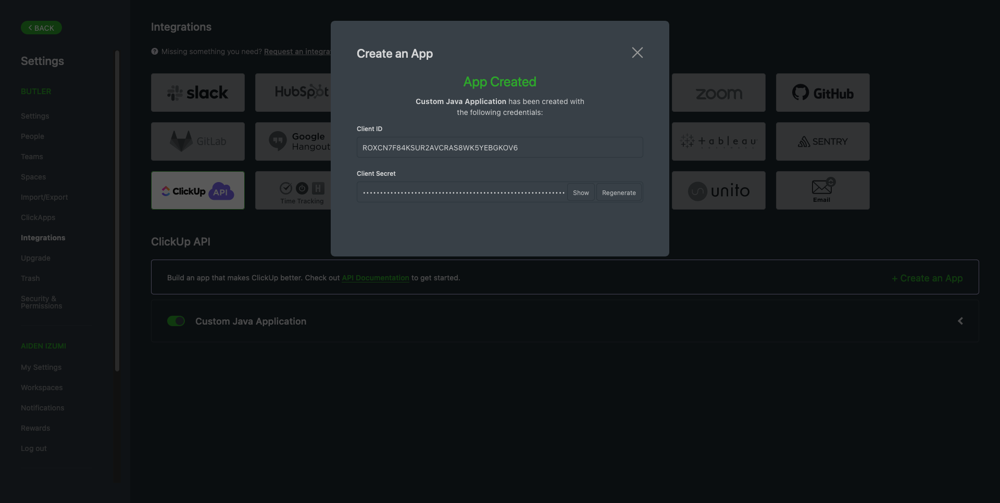 BACK
Settings
BUTLER
Settings
People
Teams
Spaces
Import/Export
ClickApps
Integrations
Upgrade
Trash
Security &
Permissions
AIDEN IZUMI
My Settings
Workspaces
Notifications
Rewards
Log out
Integrations
Missing something you need? Request an integrat
slack
HubSpot
zoom
GitHub
GitLab
Google
Hangout
+ableau
SENTRY
ClickUp API
H
Time Tracking
unito
Email
Create an App
App Created
Custom Java Application has been created with
the following credentials:
Client ID
ROXCN7F84KSUR2AVCRAS8WK5YEBGKOV6
Client Secret
Show
Regenerate
ClickUp API
Build an app that makes ClickUp better. Check out API Documentation to get started.
+ Create an App
Custom Java Application